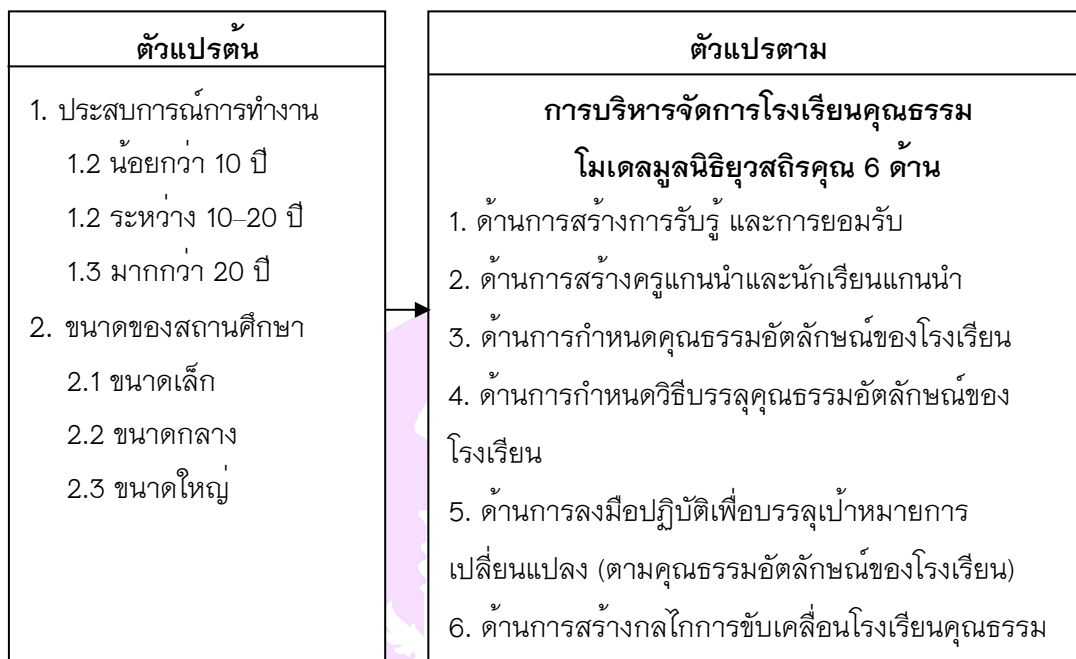 ตัวแปรต้น
1. ประสบการณ์การทำงาน
1.2 น้อยกว่า 10 ปี
1.2 ระหว่าง 10–20 ปี
1.3 มากกว่า 20 ปี
2. ขนาดของสถานศึกษา
2.1 ขนาดเล็ก
2.2 ขนาดกลาง
2.3 ขนาดใหญ่
ตัวแปรตาม
การบริหารจัดการโรงเรียนคุณธรรม
โมเดลมูลนิธิยุวสถิรคุณ 6 ด้าน
1. ด้านการสร้างการรับรู้ และการยอมรับ
2. ด้านการสร้างครูแกนนำและนักเรียนแกนนำ
3. ด้านการกำหนดคุณธรรมอัตลักษณ์ของโรงเรียน
4. ด้านการกำหนดวิธีบรรลุคุณธรรมอัตลักษณ์ของ
โรงเรียน
5. ด้านการลงมือปฏิบัติเพื่อบรรลุเป้าหมายการ
เปลี่ยนแปลง (ตามคุณธรรมอัตลักษณ์ของโรงเรียน)
6. ด้านการสร้างกลไกการขับเคลื่อนโรงเรียนคุณธรรม